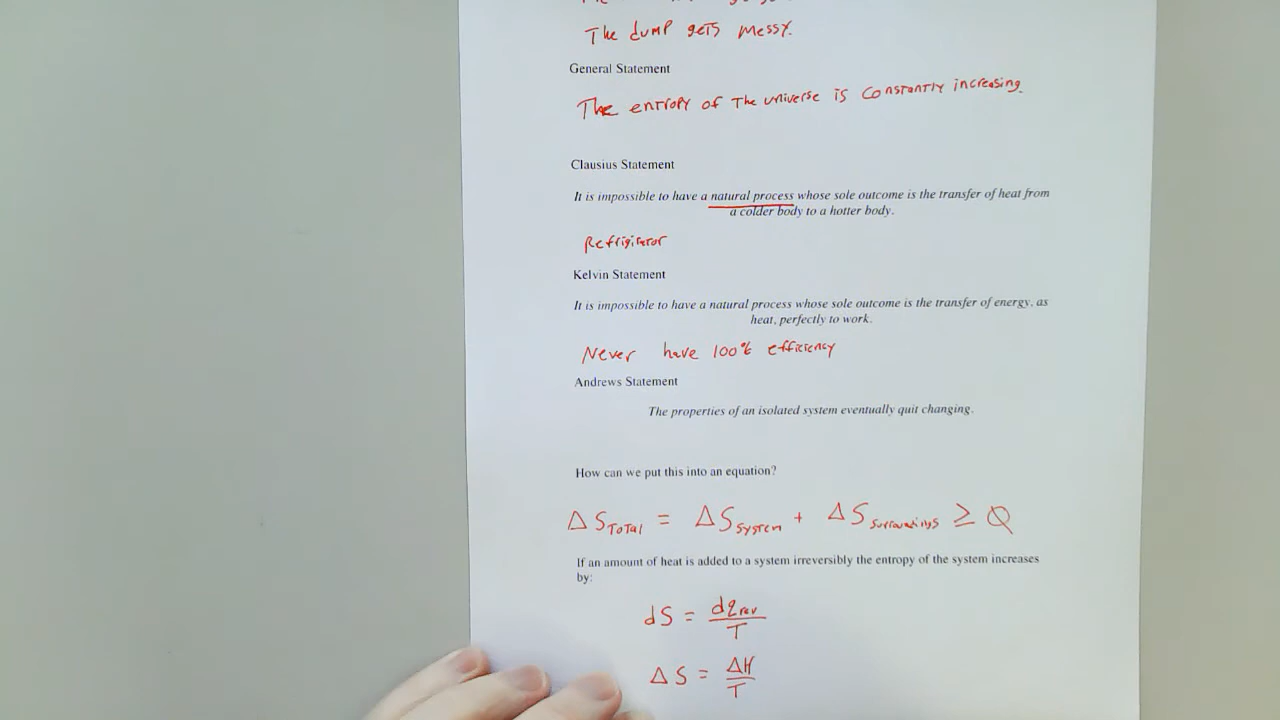 The dump gets messy.
General Statement
The entropy of the universe is constantly increasing.
Clausius Statement
It is impossible to have a natural process whose sole outcome is the transfer of heat from
a colder body to a hotter body.
Refrigirator
Kelvin Statement
It is impossible to have a natural process whose sole outcome is the transfer of energy, as
heat, perfectly to work.
Never have 100% efficiency
Andrews Statement
The properties of an isolated system eventually quit changing.
How can we put this into an equation?
ΔS_Total = ΔS_System + ΔS_Surroundings ≥ 0
If an amount of heat is added to a system irreversibly the entropy of the system increases
by:
dS = dq_rev / T
ΔS = ΔH / T